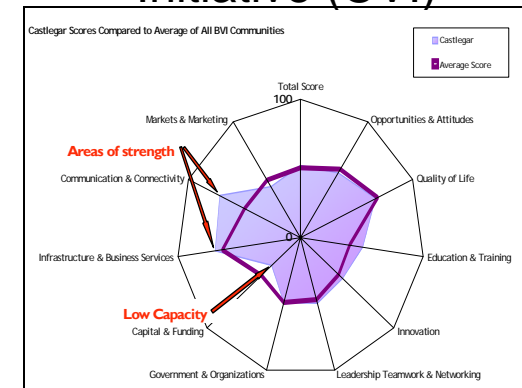 Initiative (BVI)
Castlegar Scores Compared to Average of All BVI Communities
Castlegar
Average Score
Total Score
100
Markets & Marketing
Opportunities & Attitudes
Areas of strength
Communication & Connectivity
Quality of Life
0
Infrastructure & Business Services
Education & Training
Low Capacity
Capital & Funding
Innovation
Government & Organizations
Leadership Teamwork & Networking